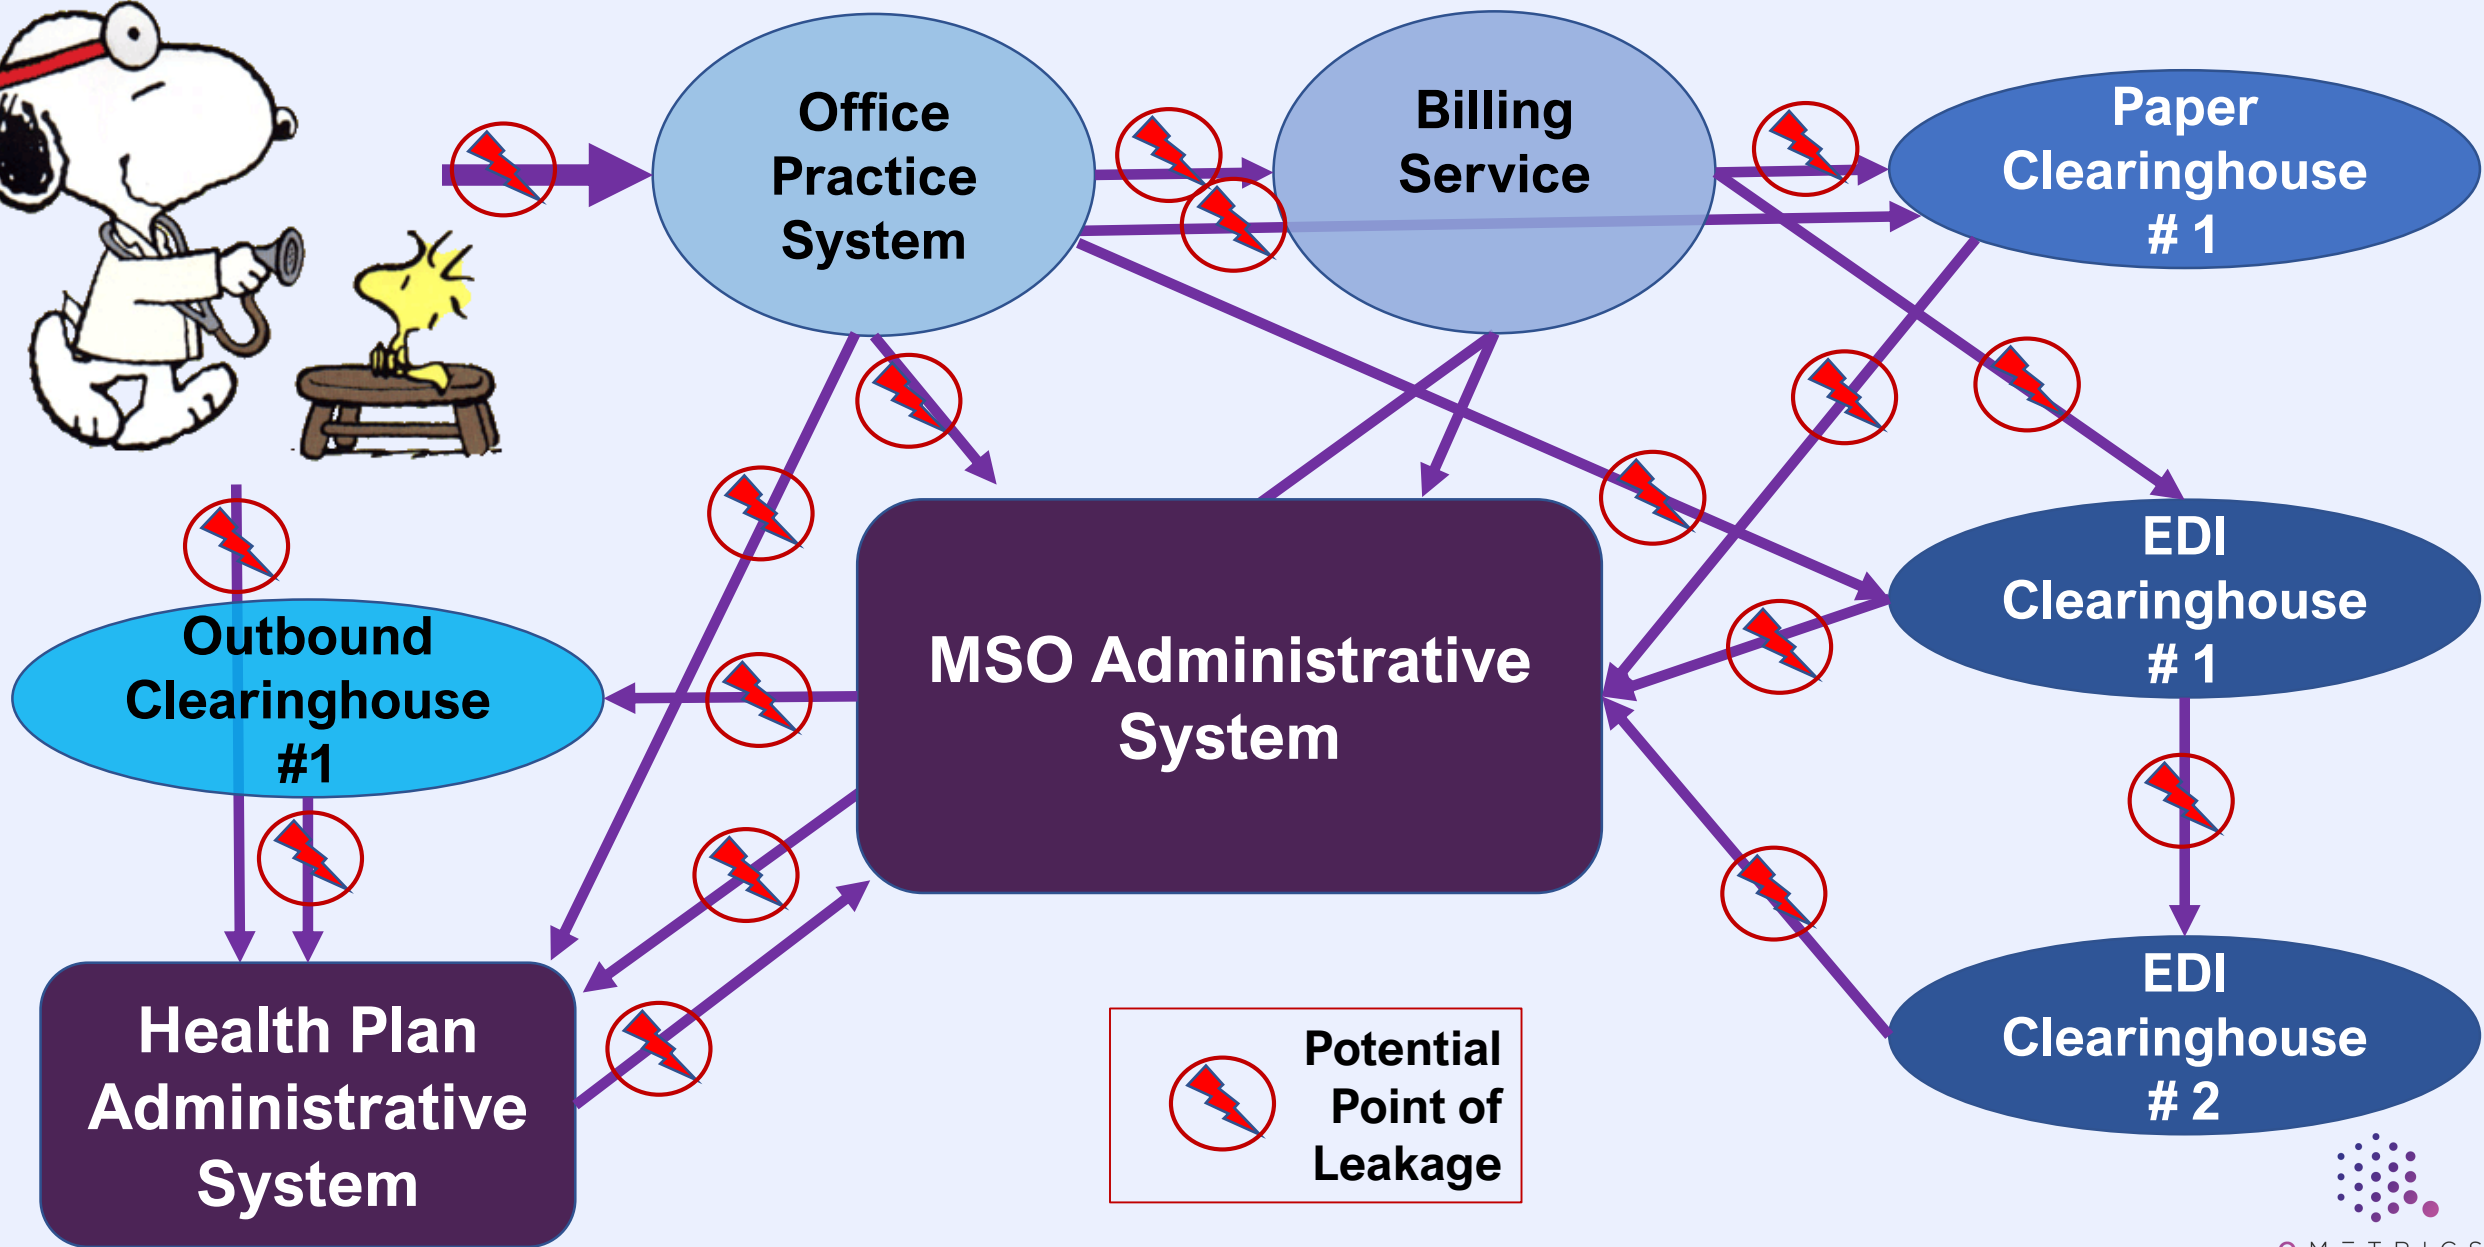 Office
Practice
System
Billing
Service
Paper
Clearinghouse
# 1
EDI
Clearinghouse
# 1
Outbound
Clearinghouse
#1
MSO Administrative
System
Health Plan
Administrative
System
Potential
Point of
Leakage
EDI
Clearinghouse
# 2